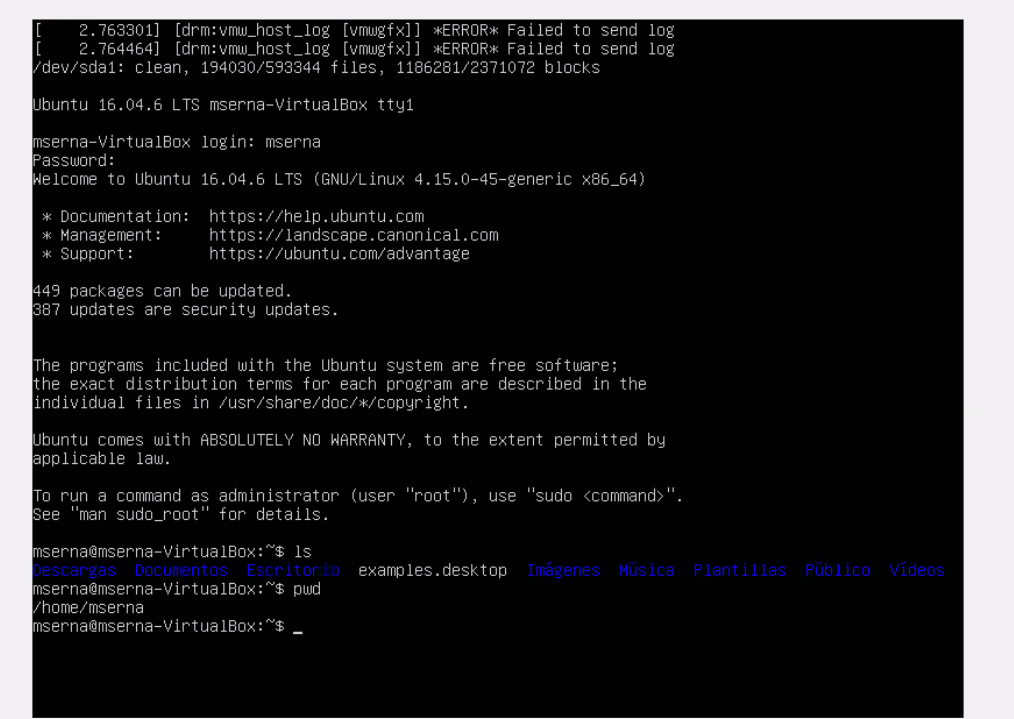 [    2.763301] [drm:vmw_host_log [vmwgfx]] *ERROR* Failed to send log
[    2.764464] [drm:vmw_host_log [vmwgfx]] *ERROR* Failed to send log
/dev/sda1: clean, 194030/593344 files, 1186281/2371072 blocks
Ubuntu 16.04.6 LTS mserna-VirtualBox tty1
mserna-VirtualBox login: mserna
Password:
Welcome to Ubuntu 16.04.6 LTS (GNU/Linux 4.15.0-45-generic x86_64)
* Documentation:  https://help.ubuntu.com
* Management:     https://landscape.canonical.com
* Support:        https://ubuntu.com/advantage
449 packages can be updated.
387 updates are security updates.
The programs included with the Ubuntu system are free software;
the exact distribution terms for each program are described in the
individual files in /usr/share/doc/*/copyright.
Ubuntu comes with ABSOLUTELY NO WARRANTY, to the extent permitted by
applicable law.
To run a command as administrator (user "root"), use "sudo <command>".
See "man sudo_root" for details.
mserna@mserna-VirtualBox:~$ ls
Descargas  Documentos  Escritorio  examples.desktop  Imágenes  Música  Plantillas  Público  Vídeos
mserna@mserna-VirtualBox:~$ pwd
/home/mserna
mserna@mserna-VirtualBox:~$ _